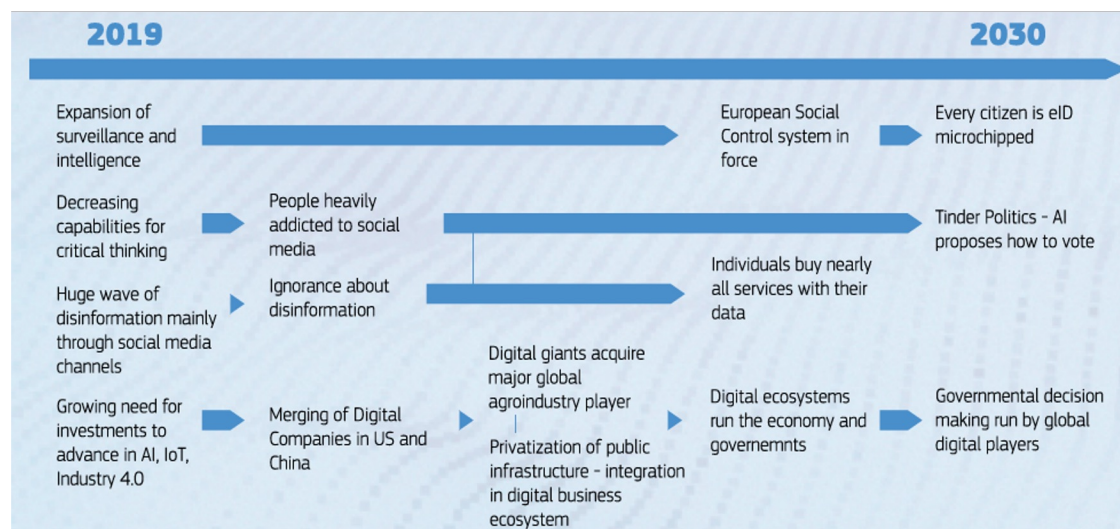 2019
2030
Expansion of
surveillance and
intelligence
European Social
Control system in
force
Every citizen is eID
microchipped
Decreasing
capabilities for
critical thinking
People heavily
addicted to social
media
Tinder Politics - AI
proposes how to vote
Huge wave of
disinformation mainly
through social media
channels
Ignorance about
disinformation
Individuals buy nearly
all services with their
data
Growing need for
investments to
advance in AI, IoT,
Industry 4.0
Merging of Digital
Companies in US and
China
Digital giants acquire
major global
agroindustry player
Privatization of public
infrastructure - integration
in digital business
ecosystem
Digital ecosystems
run the economy and
governemnts
Governmental decision
making run by global
digital players